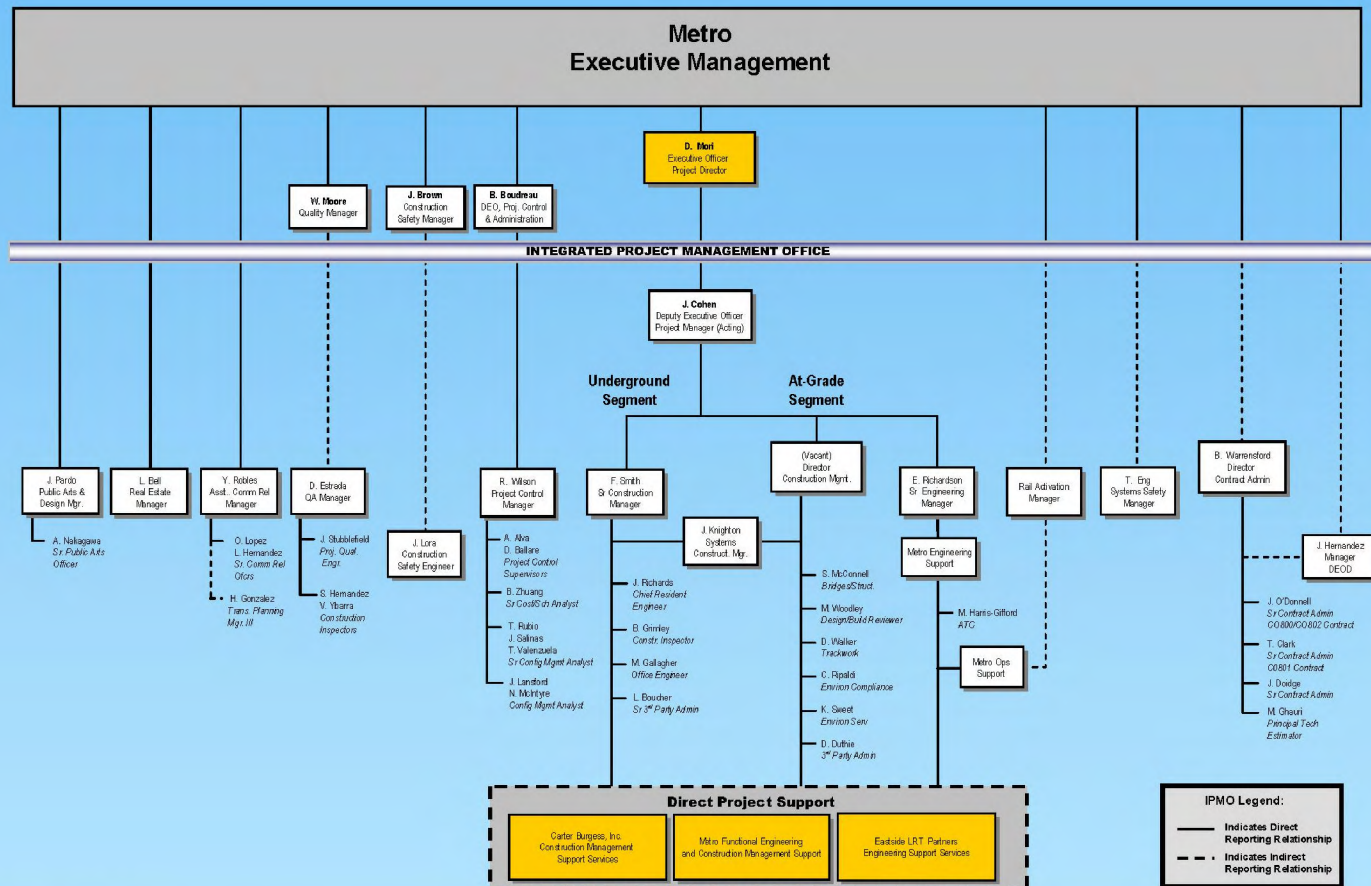 Metro
Executive Management
D. Mori
Executive Officer
Project Director
W. Moore
Quality Manager
J. Brown
Construction
Safety Manager
B. Boudreau
DEO, Proj. Control
& Administration
INTEGRATED PROJECT MANAGEMENT OFFICE
J. Cohen
Deputy Executive Officer
Project Manager (Acting)
Underground
Segment
At-Grade
Segment
J. Pardo
Public Arts &
Design Mgr.
A. Nakagawa
Sr. Public Arts
Officer
L. Bell
Real Estate
Manager
Y. Robles
Asst.. Comm Rel
Manager
O. Lopez
L. Hernandez
Sr. Comm Rel
Ofcrs
H. Gonzalez
Trans. Planning
Mgr. III
D. Estrada
QA Manager
J. Stubblefield
Proj. Qual.
Engr.
S. Hernandez
V. Ybarra
Construction
Inspectors
J. Lora
Construction
Safety Engineer
R. Wilson
Project Control
Manager
A. Alva
D. Ballare
Project Control
Supervisors
B. Zhuang
Sr Cost/Sch Analyst
T. Rubio
J. Salinas
T. Valenzuela
Sr Config Mgmt Analyst
J. Lansford
N. McIntyre
Config Mgmt Analyst
F. Smith
Sr Construction
Manager
J. Knighton
Systems
Construct. Mgr.
J. Richards
Chief Resident
Engineer
B. Grimley
Constr. Inspector
M. Gallagher
Office Engineer
L. Boucher
Sr 3rd Party Admin
(Vacant)
Director
Construction Mgmt.
S. McConnell
Bridges/Struct.
M. Woodley
Design/Build Reviewer
D. Walker
Trackwork
C. Ripaldi
Environ Compliance
K. Sweet
Environ Serv
D. Duthie
3rd Party Admin
E. Richardson
Sr. Engineering
Manager
Metro Engineering
Support
M. Harris-Gifford
ATC
Metro Ops
Support
Rail Activation
Manager
T. Eng
Systems Safety
Manager
B. Warrensford
Director
Contract Admin
J. Hernandez
Manager
DEOD
J. O'Donnell
Sr Contract Admin
CO800/CO802 Contract
T. Clark
Sr Contract Admin
C0801 Contract
J. Doidge
Sr Contract Admin
M. Ghauri
Principal Tech
Estimator
Direct Project Support
Carter Burgess, Inc.
Construction Management
Support Services
Metro Functional Engineering
and Construction Management Support
Eastside LRT Partners
Engineering Support Services
IPMO Legend:
Indicates Direct
Reporting Relationship
Indicates Indirect
Reporting Relationship